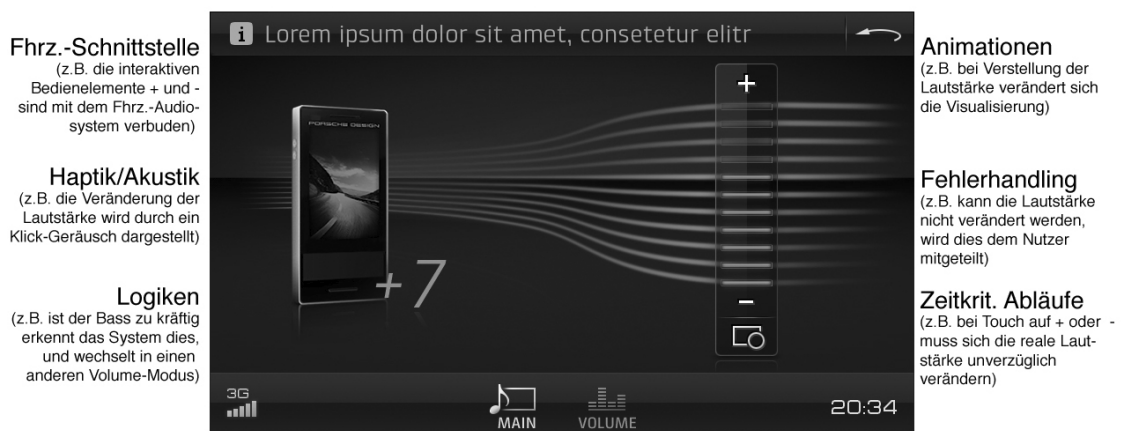 Fhrz.-Schnittstelle
(z.B. die interaktiven
Bedienelemente + und -
sind mit dem Fhrz.-Audio-
system verbuden)
Haptik/Akustik
(z.B. die Veränderung der
Lautstärke wird durch ein
Klick-Geräusch dargestellt)
Logiken
(z.B. ist der Bass zu kräftig
erkennt das System dies,
und wechselt in einen
anderen Volume-Modus)
i Lorem ipsum dolor sit amet, consetetur elitr
PORSCHE DESIGN
+7
+
-
3G
MAIN
VOLUME
20:34
Animationen
(z.B. bei Verstellung der
Lautstärke verändert sich
die Visualisierung)
Fehlerhandling
(z.B. kann die Lautstärke
nicht verändert werden,
wird dies dem Nutzer
mitgeteilt)
Zeitkrit. Abläufe
(z.B. bei Touch auf + oder -
muss sich die reale Laut-
stärke unverzüglich
verändern)